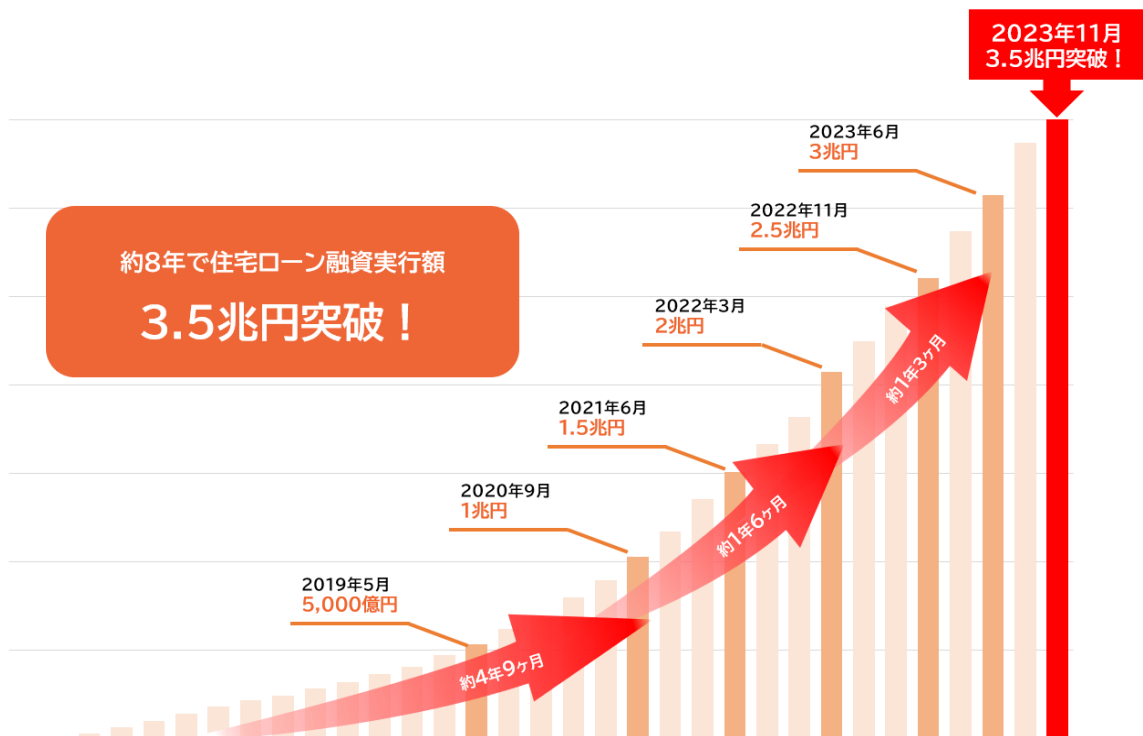 2023年11月
3.5兆円突破！
2023年6月
3兆円
2022年11月
2.5兆円
約8年で住宅ローン融資実行額
3.5兆円突破！
2022年3月
2兆円
約1年3ヶ月
2021年6月
1.5兆円
2020年9月
1兆円
約1年6ヶ月
2019年5月
5,000億円
約4年9ヶ月